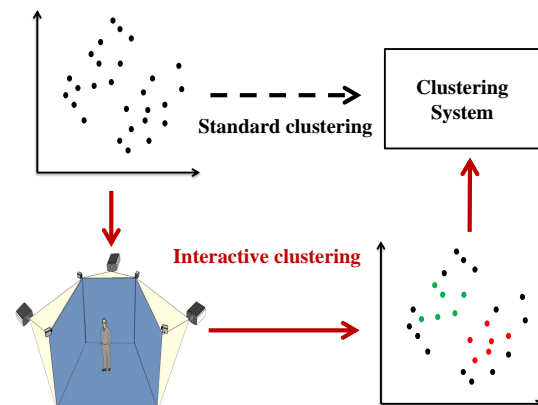 Clustering
System
Standard clustering
Interactive clustering